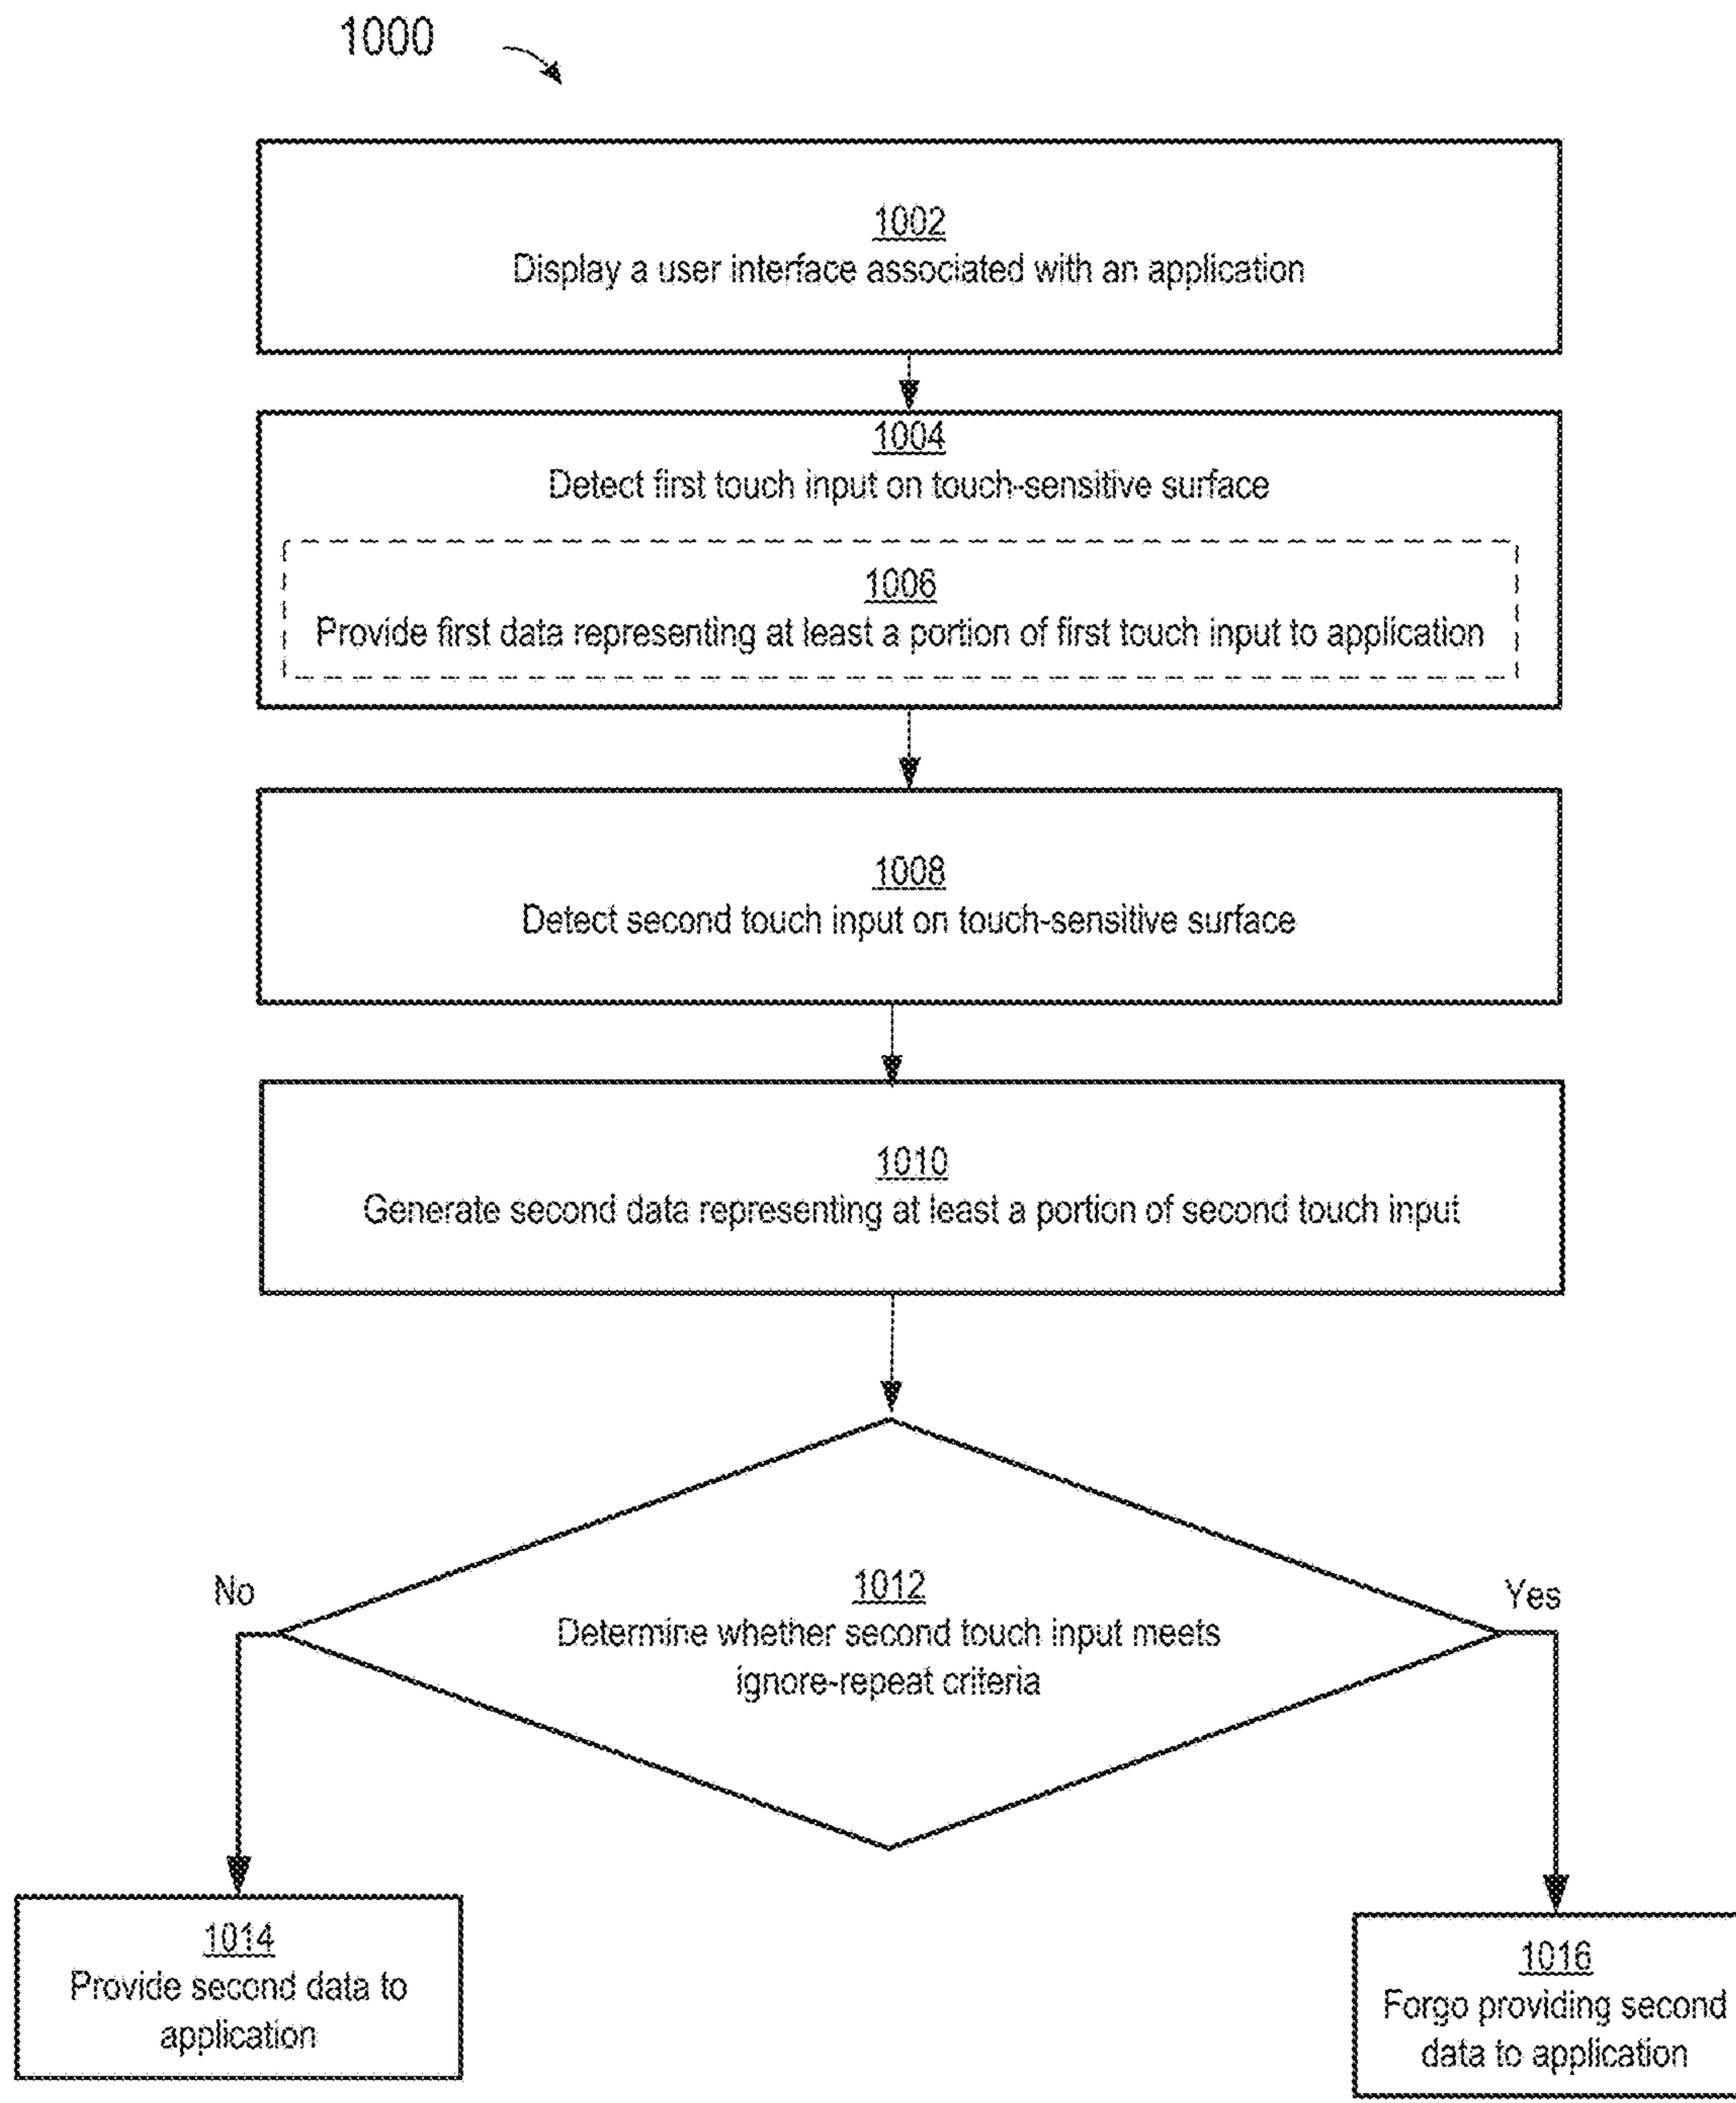 1000
1002
Display a user interface associated with an application
1004
Detect first touch input on touch-sensitive surface
1006
Provide first data representing at least a portion of first touch input to application
1008
Detect second touch input on touch-sensitive surface
1010
Generate second data representing at least a portion of second touch input
No
Yes
1012
Determine whether second touch input meets
ignore-repeat criteria
1014
Provide second data to
application
1016
Forgo providing second
data to application